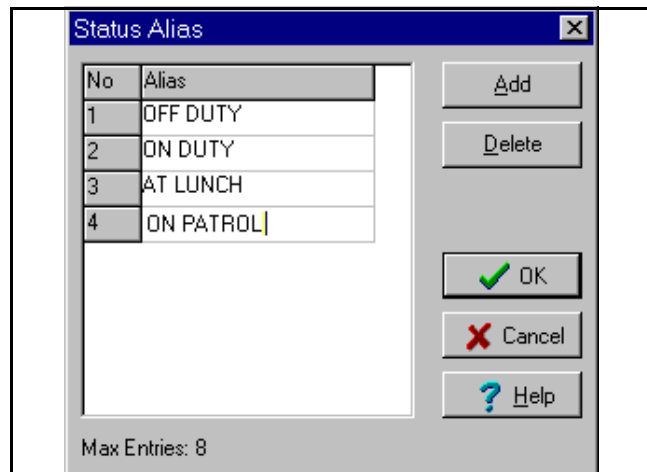 Status Alias
No Alias
1 OFF DUTY
2 ON DUTY
3 AT LUNCH
4 ON PATROL
Add
Delete
OK
Cancel
? Help
Max Entries: 8